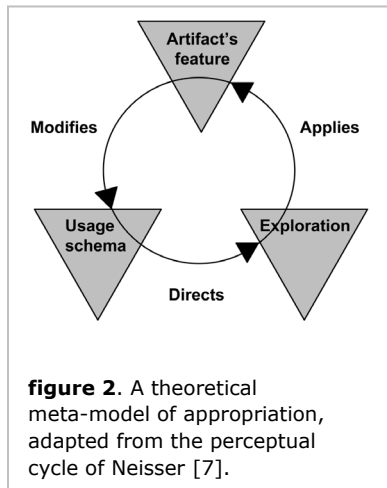 Artifact's
feature
Modifies
Applies
Usage
schema
Exploration
Directs
figure 2. A theoretical
meta-model of appropriation,
adapted from the perceptual
cycle of Neisser [7].